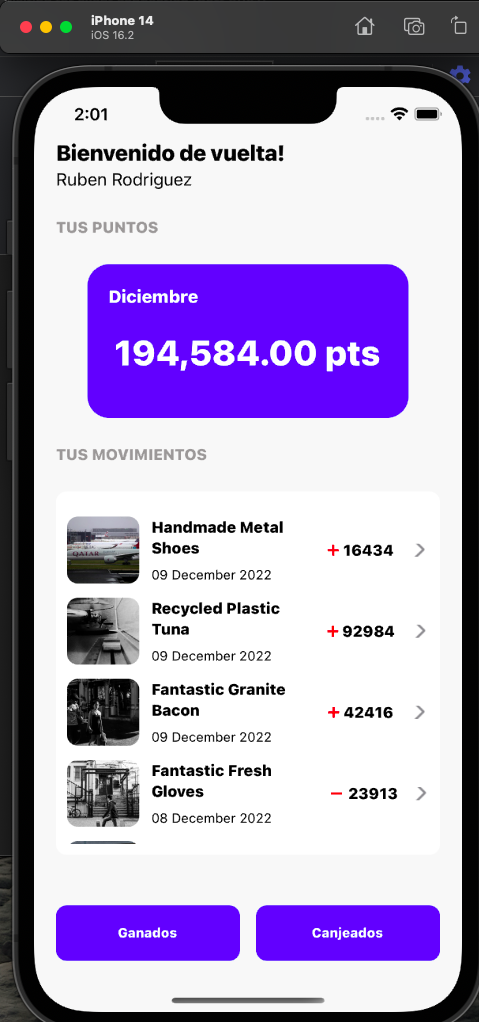 iPhone 14
iOS 16.2
2:01
Bienvenido de vuelta!
Ruben Rodriguez
TUS PUNTOS
Diciembre
194,584.00 pts
TUS MOVIMIENTOS
Handmade Metal
Shoes
+ 16434
09 December 2022
Recycled Plastic
Tuna
+ 92984
09 December 2022
Fantastic Granite
Bacon
+ 42416
09 December 2022
Fantastic Fresh
Gloves
− 23913
08 December 2022
Ganados
Canjeados
QATAR